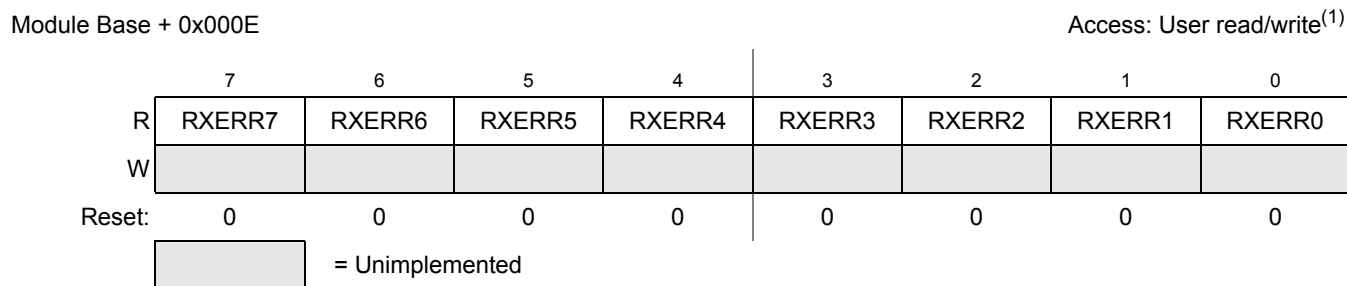 Module Base + 0x000E Access: User read/write(1)
7 6 5 4 3 2 1 0
R RXERR7 RXERR6 RXERR5 RXERR4 RXERR3 RXERR2 RXERR1 RXERR0
W
Reset: 0 0 0 0 0 0 0 0
= Unimplemented